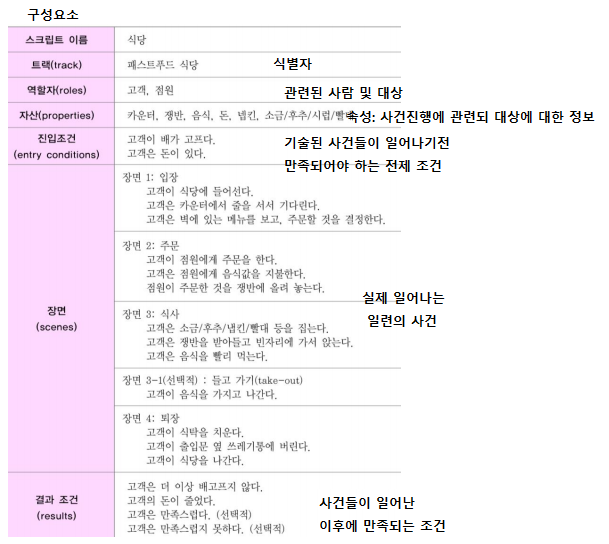 구성요소
스크립트 이름 식당
트랙(track) 패스트푸드 식당 식별자
역할자(roles) 고객, 점원 관련된 사람 및 대상
자산(properties) 카운터, 쟁반, 음식, 돈, 냅킨, 소금/후추/시럽/빨대 속성: 사건진행에 관련되 대상에 대한 정보
진입조건 고객이 배가 고프다. 기술된 사건들이 일어나기전
(entry conditions) 고객은 돈이 있다. 만족되어야 하는 전제 조건
장면 1: 입장
고객이 식당에 들어선다.
고객은 카운터에서 줄을 서서 기다린다.
고객은 벽에 있는 메뉴를 보고, 주문할 것을 결정한다.
장면 2: 주문
고객이 점원에게 주문을 한다.
고객은 점원에게 음식값을 지불한다.
점원이 주문한 것을 쟁반에 올려 놓는다.
장면
(scenes)
실제 일어나는
일련의 사건
장면 3: 식사
고객은 소금/후추/냅킨/빨대 등을 집는다.
고객은 쟁반을 받아들고 빈자리에 가서 앉는다.
고객은 음식을 빨리 먹는다.
장면 3-1(선택적) : 들고 가기(take-out)
고객이 음식을 가지고 나간다.
장면 4: 퇴장
고객이 식탁을 치운다.
고객이 출입문 옆 쓰레기통에 버린다.
고객이 식당을 나간다.
고객은 더 이상 배고프지 않다.
결과 조건 고객의 돈이 줄었다. 사건들이 일어난
(results) 고객은 만족스럽다. (선택적)
고객은 만족스럽지 못하다. (선택적) 이후에 만족되는 조건